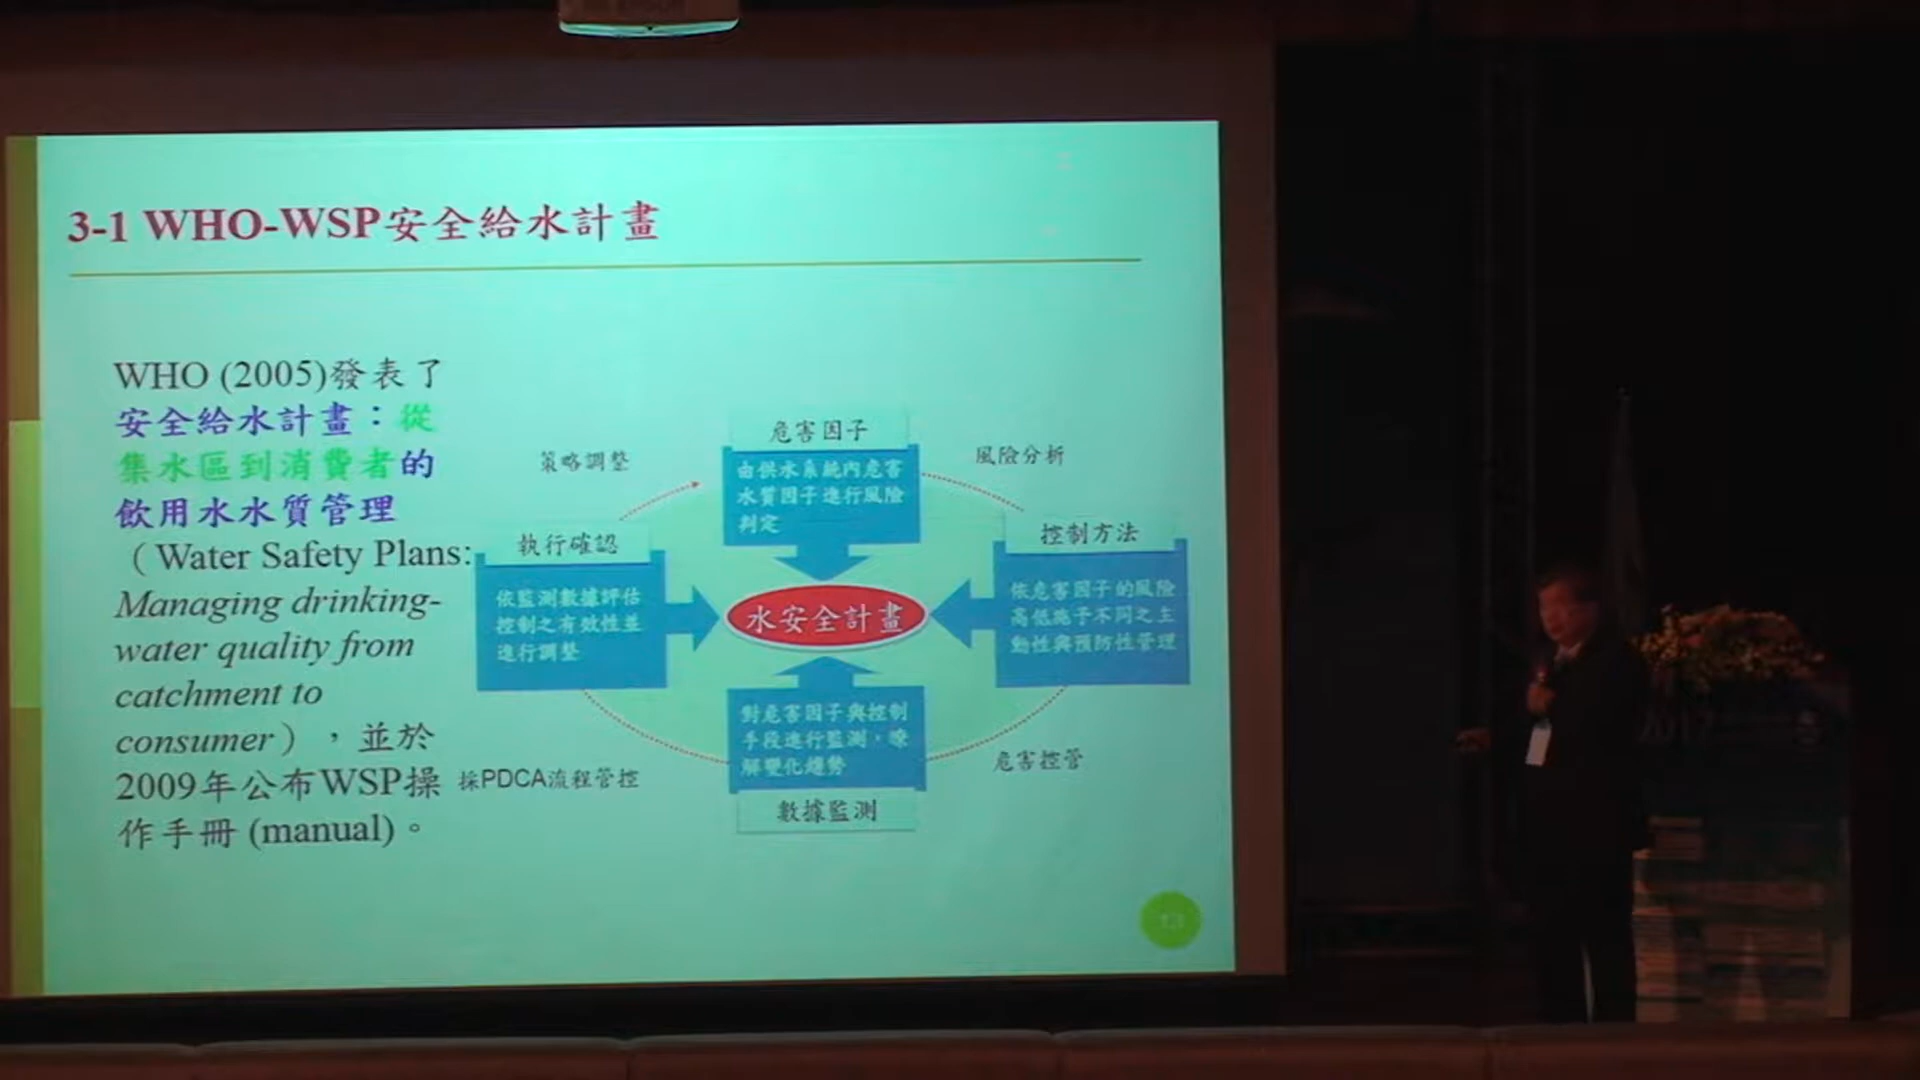 3-1 WHO-WSP安全給水計畫
WHO (2005)發表了
安全給水計畫：從
集水區到消費者的
飲用水水質管理
（Water Safety Plans:
Managing drinking-
water quality from
catchment to
consumer），並於
2009年公布WSP操
作手冊 (manual)。
策略調整
危害因子
由供水系統內危害
水質因子進行風險
判定
風險分析
執行確認
依監測數據評估
控制之有效性並
進行調整
水安全計畫
控制方法
依危害因子的風險
高低施予不同之主
動性與預防性管理
對危害因子與控制
手段進行監測，瞭
解變化趨勢
數據監測
危害控管
採PDCA流程管控
13